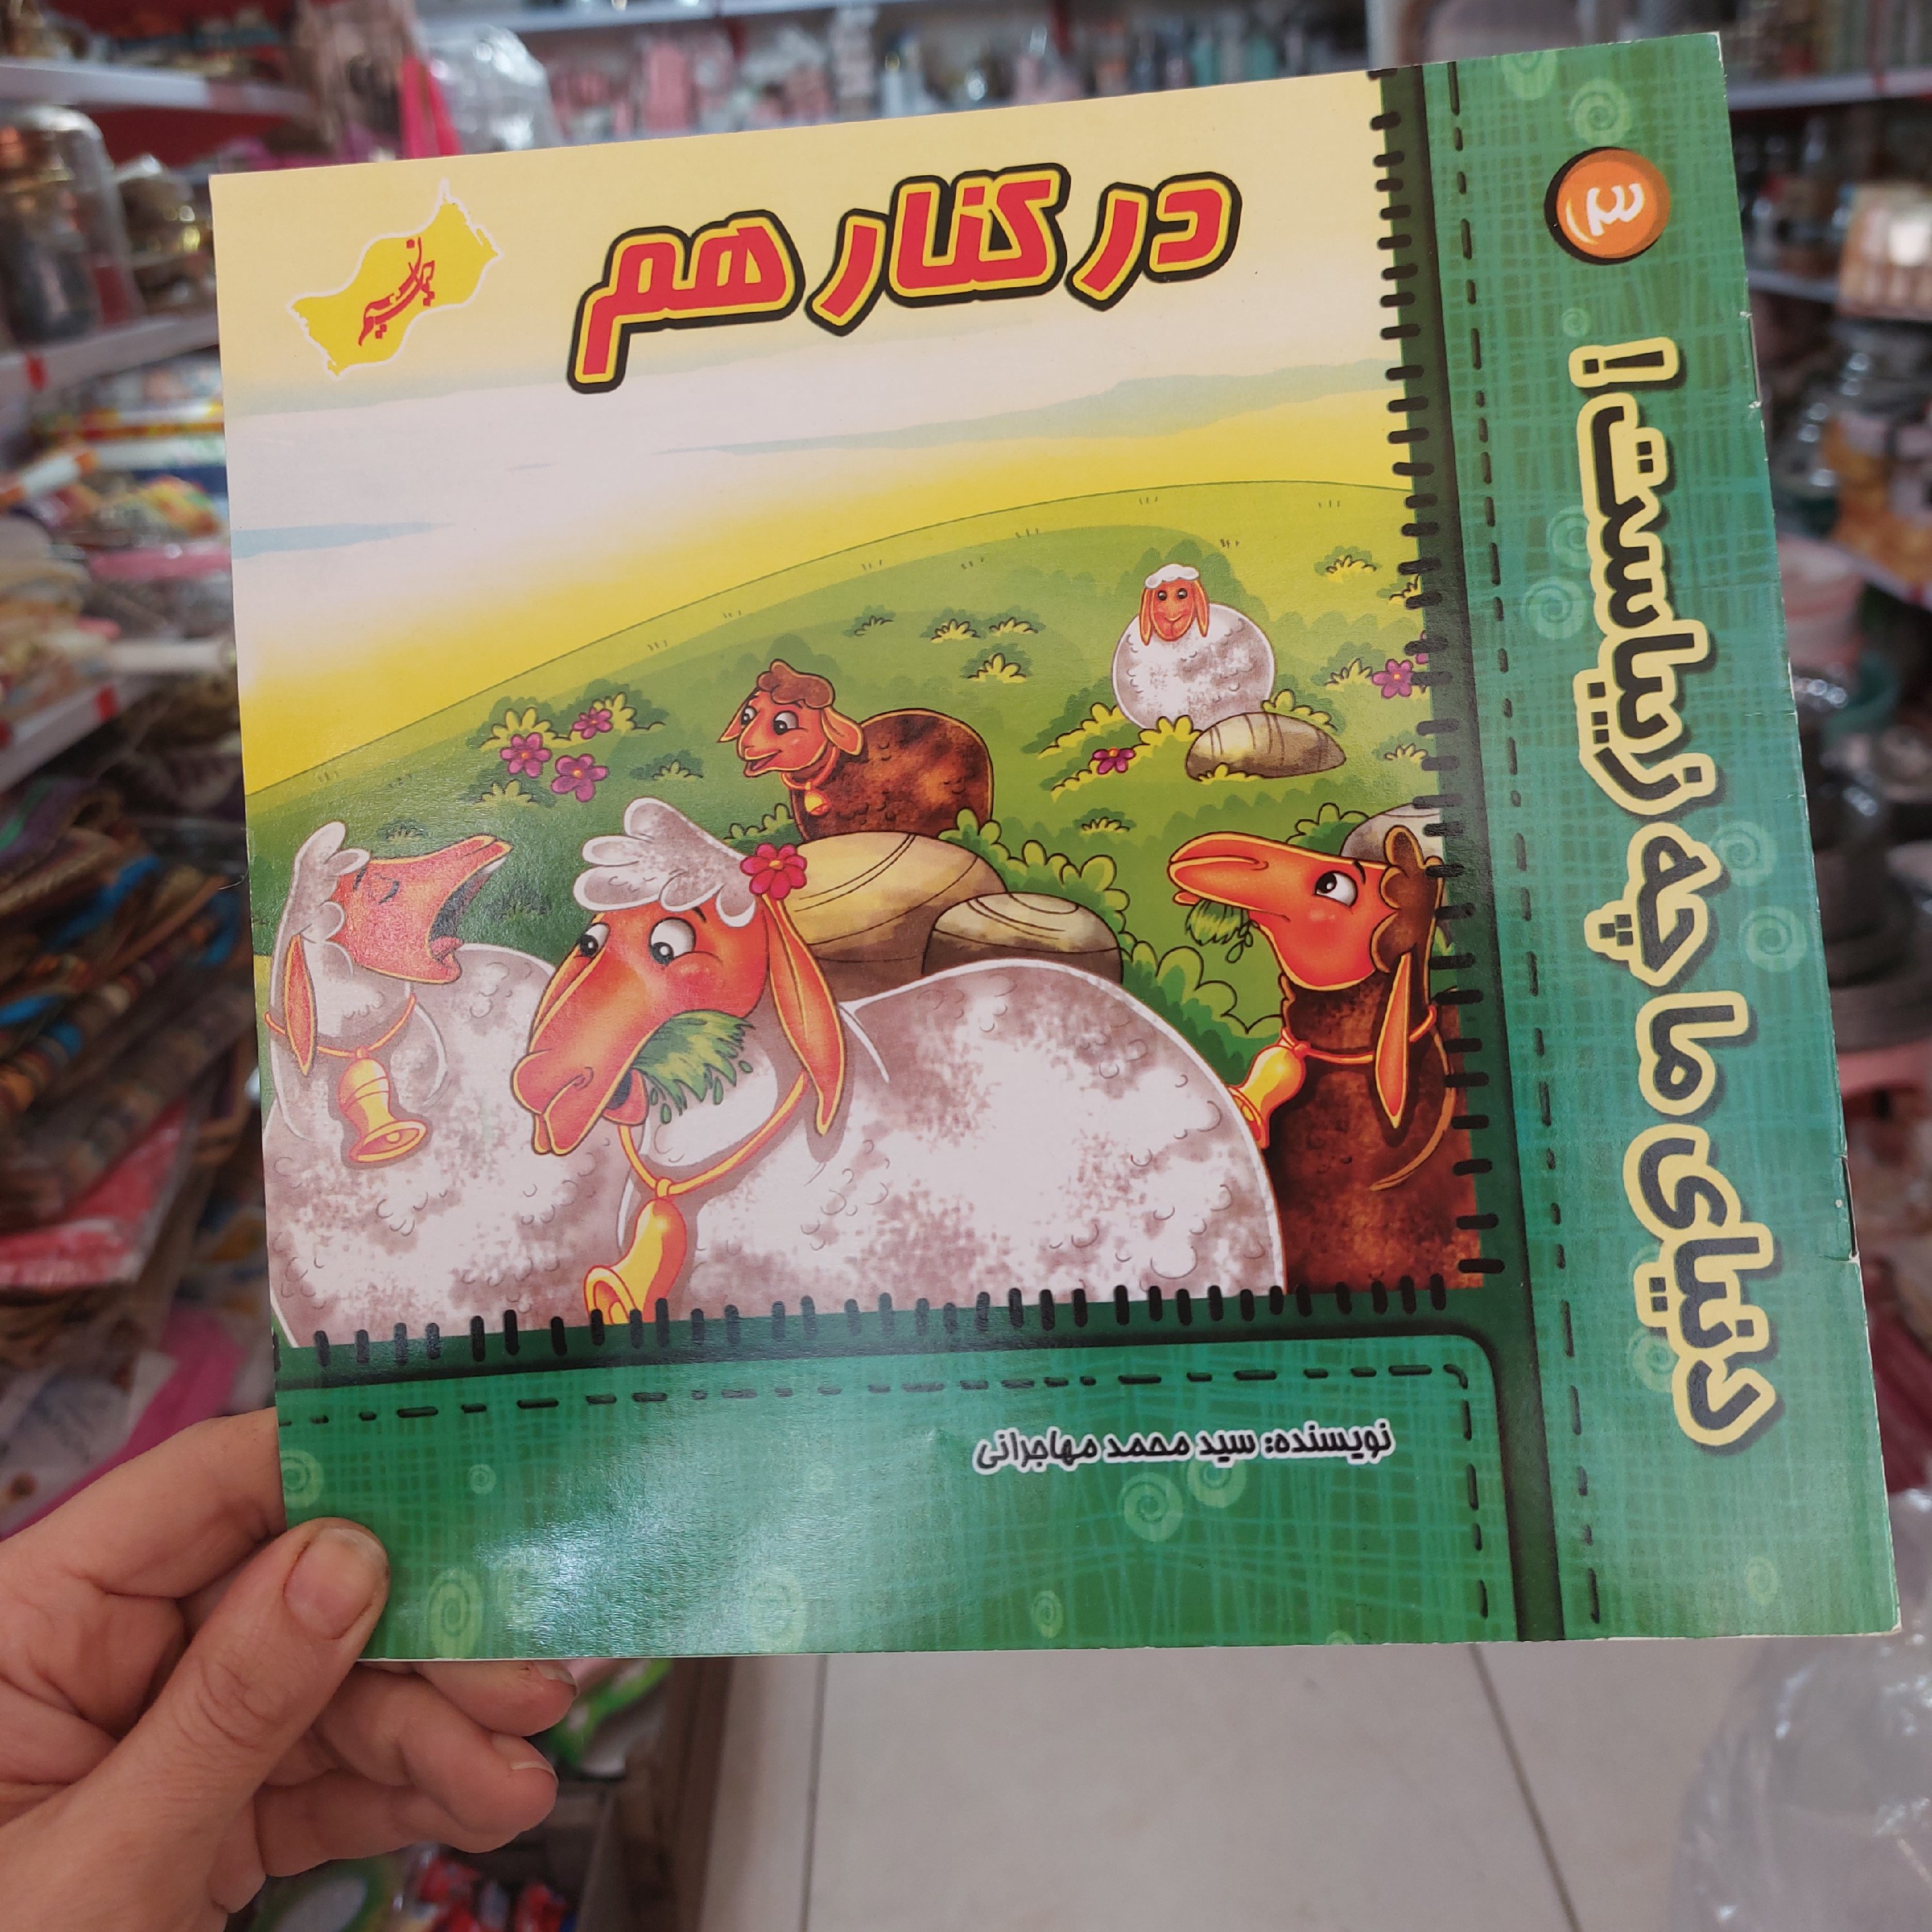 در کنار هم
۳
دنیای ما چه زیباست!
نویسنده: سید محمد مهاجرانی